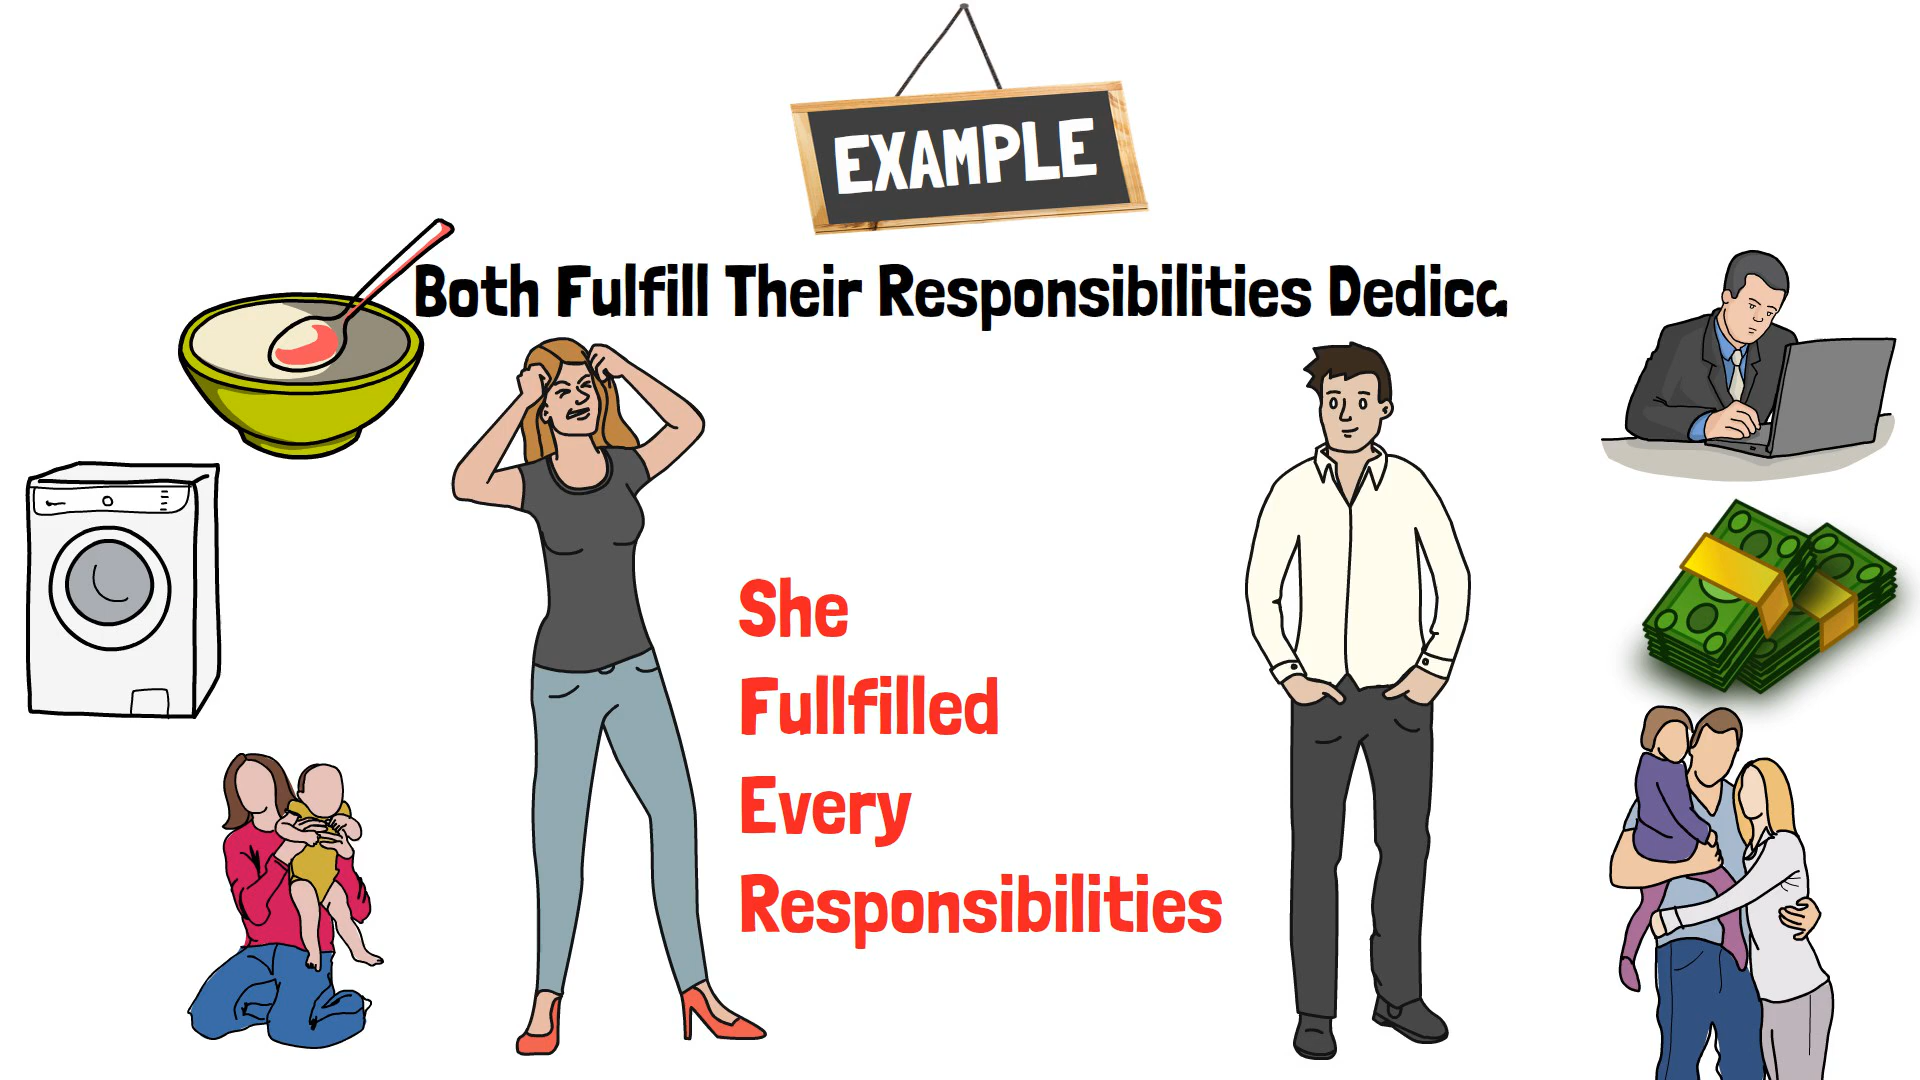 EXAMPLE
Both Fulfill Their Responsibilities
She
Fullfilled
Every
Responsibilities